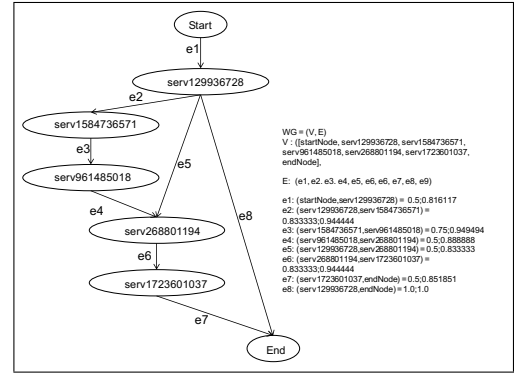 Start
e1
serv129936728
e2
serv1584736571
e3
e5
serv961485018
e4
e8
serv268801194
e6
serv1723601037
e7
End
WG = (V, E)
V : ([startNode, serv129936728, serv1584736571,
serv961485018, serv268801194, serv1723601037,
endNode],
E: (e1, e2. e3. e4, e5, e6, e6, e7, e8, e9)
e1: (startNode,serv129936728) = 0.5;0.816117
e2: (serv129936728,serv1584736571) =
0.833333;0.944444
e3: (serv1584736571,serv961485018) = 0.75;0.949494
e4: (serv961485018,serv268801194) = 0.5;0.888888
e5: (serv129936728,serv268801194) = 0.5;0.833333
e6: (serv268801194,serv1723601037) =
0.833333;0.944444
e7: (serv1723601037,endNode) = 0.5;0.851851
e8: (serv129936728,endNode) = 1.0;1.0